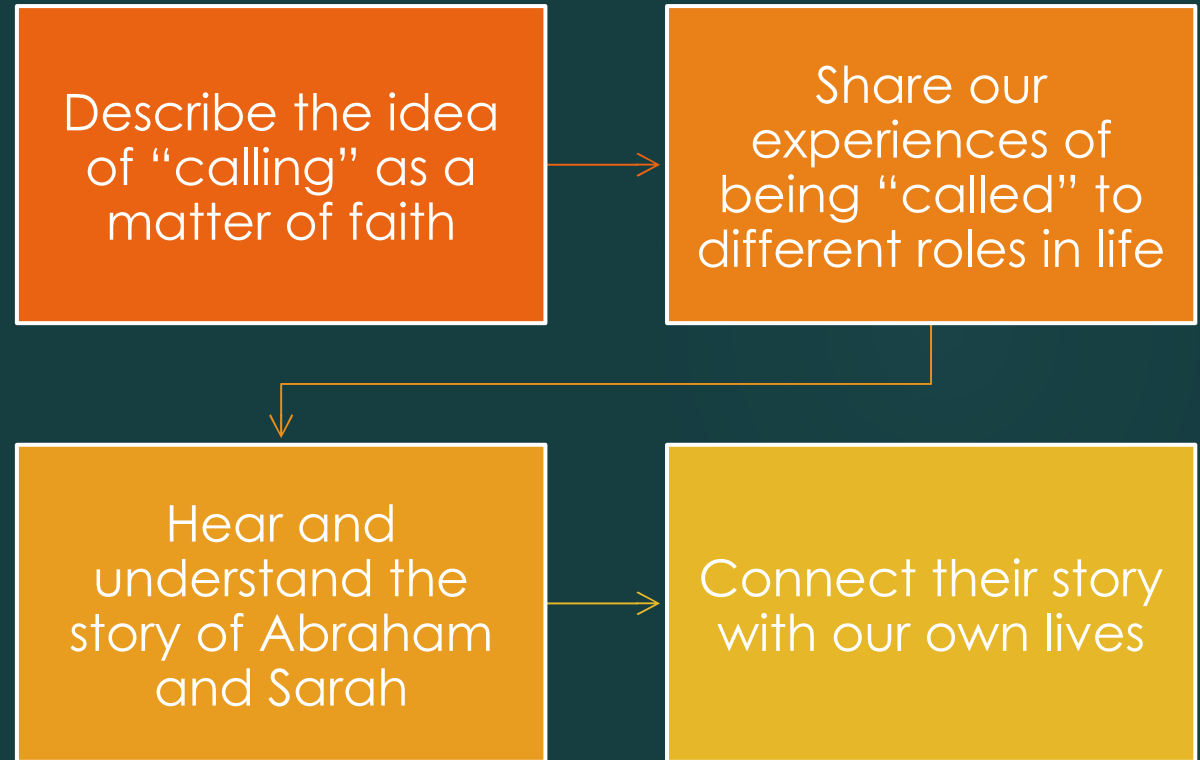 Describe the idea
of “calling” as a
matter of faith
Share our
experiences of
being “called” to
different roles in life
Hear and
understand the
story of Abraham
and Sarah
Connect their story
with our own lives